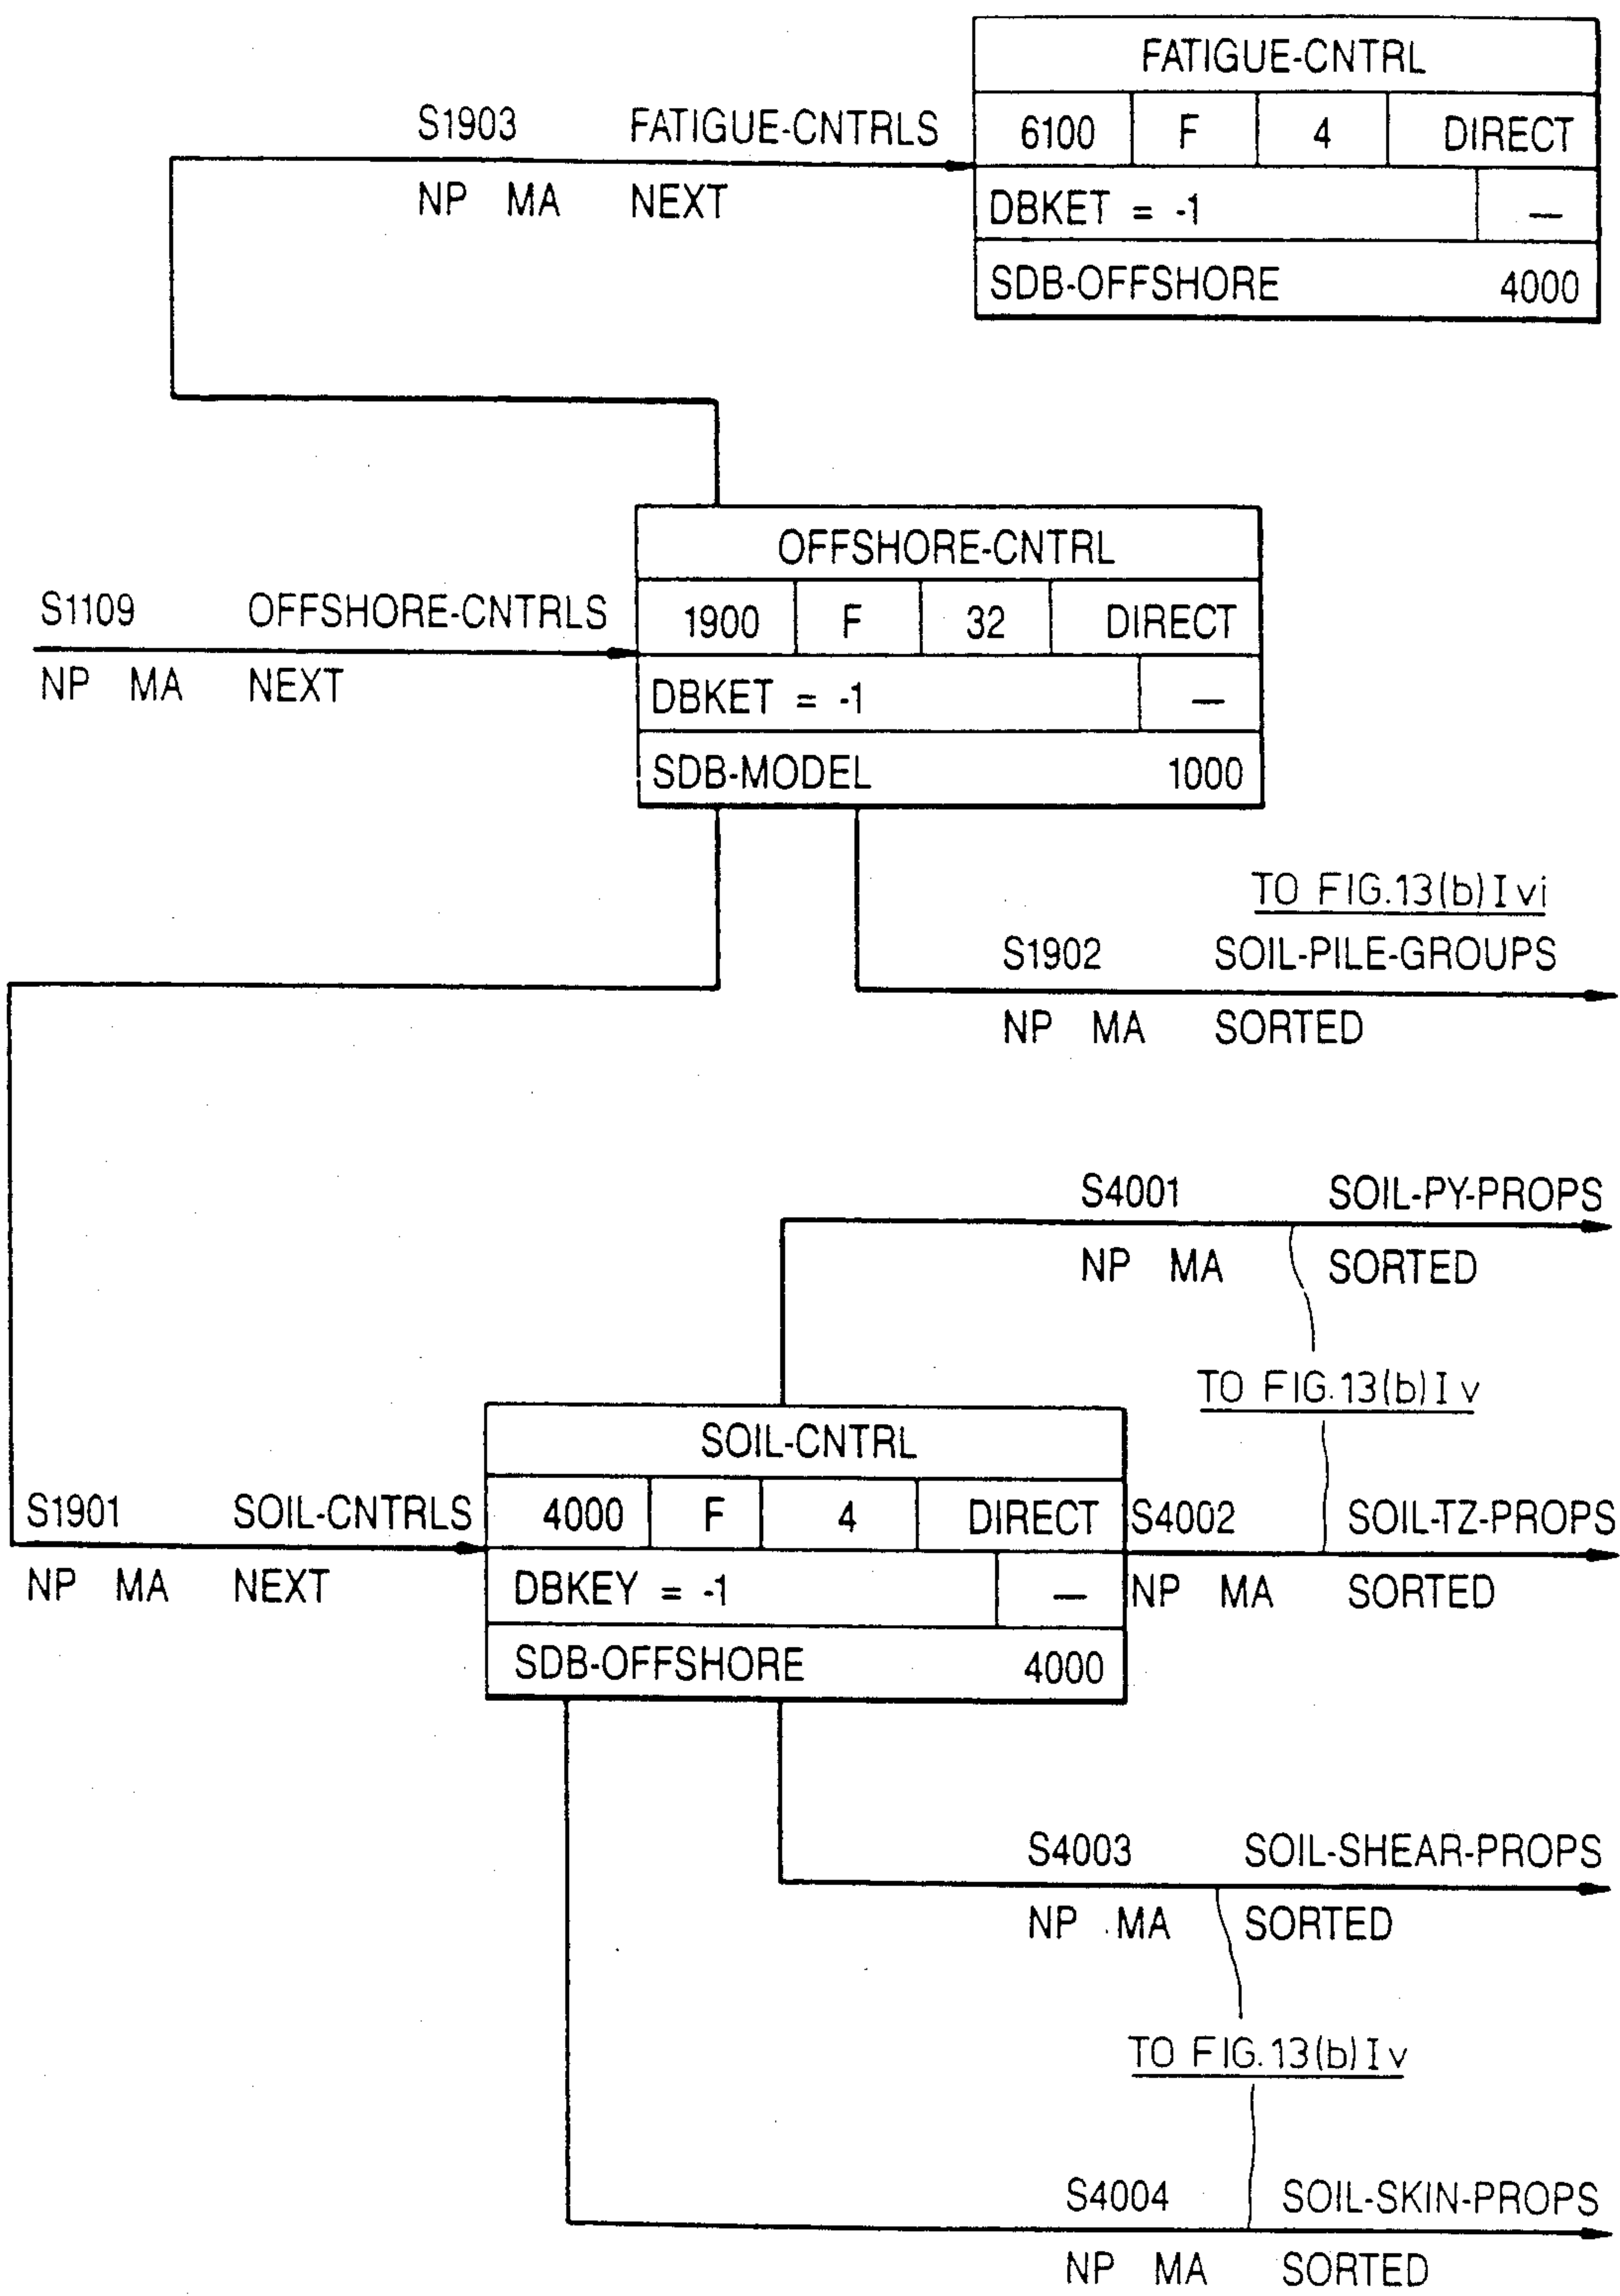 FATIGUE-CNTRL
S1903 FATIGUE-CNTRLS
6100 F 4 DIRECT
NP MA NEXT
DBKET = -1 —
SDB-OFFSHORE 4000
OFFSHORE-CNTRL
S1109 OFFSHORE-CNTRLS
1900 F 32 DIRECT
NP MA NEXT
DBKET = -1 —
SDB-MODEL 1000
TO FIG.13(b)I vi
S1902 SOIL-PILE-GROUPS
NP MA SORTED
S4001 SOIL-PY-PROPS
NP MA SORTED
TO FIG.13(b)I v
SOIL-CNTRL
S1901 SOIL-CNTRLS
4000 F 4 DIRECT
S4002 SOIL-TZ-PROPS
NP MA NEXT
DBKEY = -1 —
NP MA SORTED
SDB-OFFSHORE 4000
S4003 SOIL-SHEAR-PROPS
NP MA SORTED
TO FIG.13(b)I v
S4004 SOIL-SKIN-PROPS
NP MA SORTED